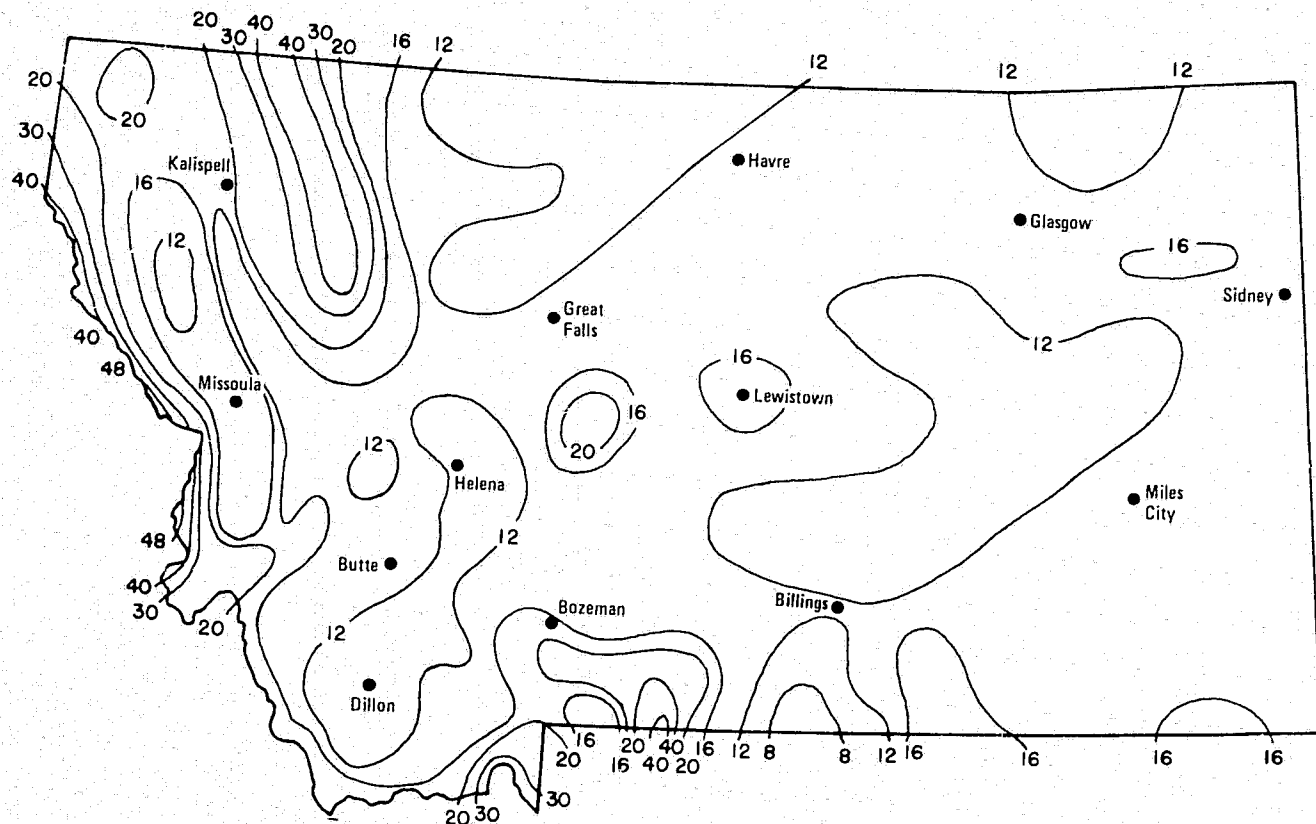 20 30 40 40 30 20 16 12 12 12 12
20
20
30
Kalispell
Havre
40
16
Glasgow
12
16
Sidney
Great
Falls
40
12
48
16
Missoula
Lewistown
16
12
20
Helena
Miles
City
48
12
Butte
40
30
Billings
Bozeman
20
12
Dillon
16 20 40 16 12 8 8 12 16 16 16 16
20 16 40 20
30
20 30